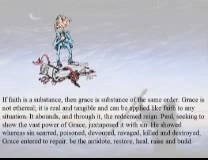 If faith is a substance, then grace is substance of the same order. Grace is
not ethereal; it is real and tangible and can be applied like faith to any
situation. It abounds, and through it, the redeemed reign. Paul, seeking to
show the vast power of Grace, juxtaposed it with sin. He showed
whereas sin scarred, poisoned, devoured, ravaged, killed and destroyed,
Grace entered to repair, be the antidote, restore, heal, raise and build.